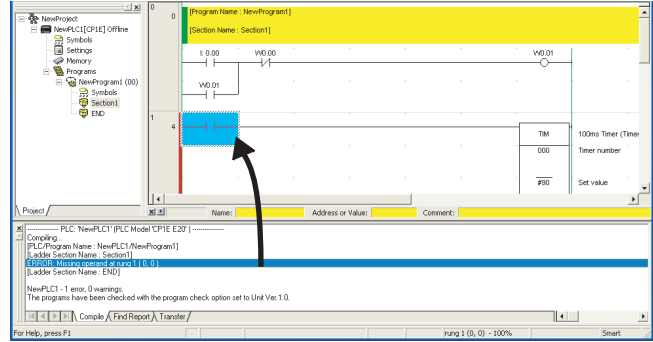 NewProject
NewPLC1[CP1E] Offline
Symbols
Settings
Memory
Programs
NewProgram1 (00)
Symbols
Section1
END
Project
0
0
[Program Name : NewProgram1]
[Section Name : Section1]
I: 0.00
W0.00
W0.01
W0.01
1
4
TIM
100ms Timer (Timer
000
Timer number
#90
Set value
Name:
Address or Value:
Comment:
------------ PLC: 'NewPLC1' (PLC Model 'CP1E E20' ) ---------------
Compiling...
[PLC/Program Name : NewPLC1/NewProgram1]
[Ladder Section Name : Section1]
ERROR: Missing operand at rung 1 ( 0, 0 ).
[Ladder Section Name : END]
NewPLC1 - 1 error, 0 warnings.
The programs have been checked with the program check option set to Unit Ver.1.0.
Compile
Find Report
Transfer
For Help, press F1
rung 1 (0, 0) - 100%
Smart